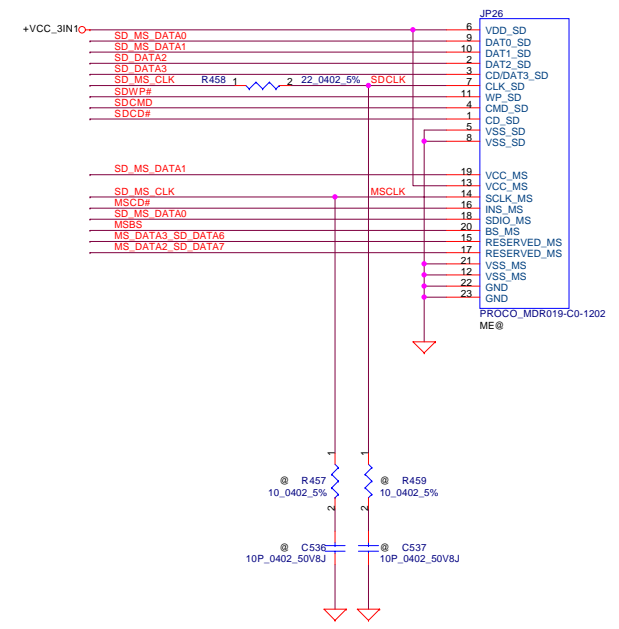 JP26
+VCC_3IN1 6 VDD_SD
SD_MS_DATA0 9 DAT0_SD
SD_MS_DATA1 10 DAT1_SD
SD_DATA2 2 DAT2_SD
SD_DATA3 3 CD/DAT3_SD
SD_MS_CLK R458 1 2 22_0402_5% SDCLK 7 CLK_SD
SDWP# 11 WP_SD
SDCMD 4 CMD_SD
SDCD# 1 CD_SD
5 VSS_SD
8 VSS_SD
SD_MS_DATA1 19 VCC_MS
13 VCC_MS
SD_MS_CLK MSCLK 14 SCLK_MS
MSCD# 16 INS_MS
SD_MS_DATA0 18 SDIO_MS
MSBS 20 BS_MS
MS_DATA3_SD_DATA6 15 RESERVED_MS
MS_DATA2_SD_DATA7 17 RESERVED_MS
21 VSS_MS
12 VSS_MS
22 GND
23 GND
PROCO_MDR019-C0-1202
ME@
1 1
@ R457 @ R459
10_0402_5% 10_0402_5%
2 2
@ C536 @ C537
10P_0402_50V8J 10P_0402_50V8J